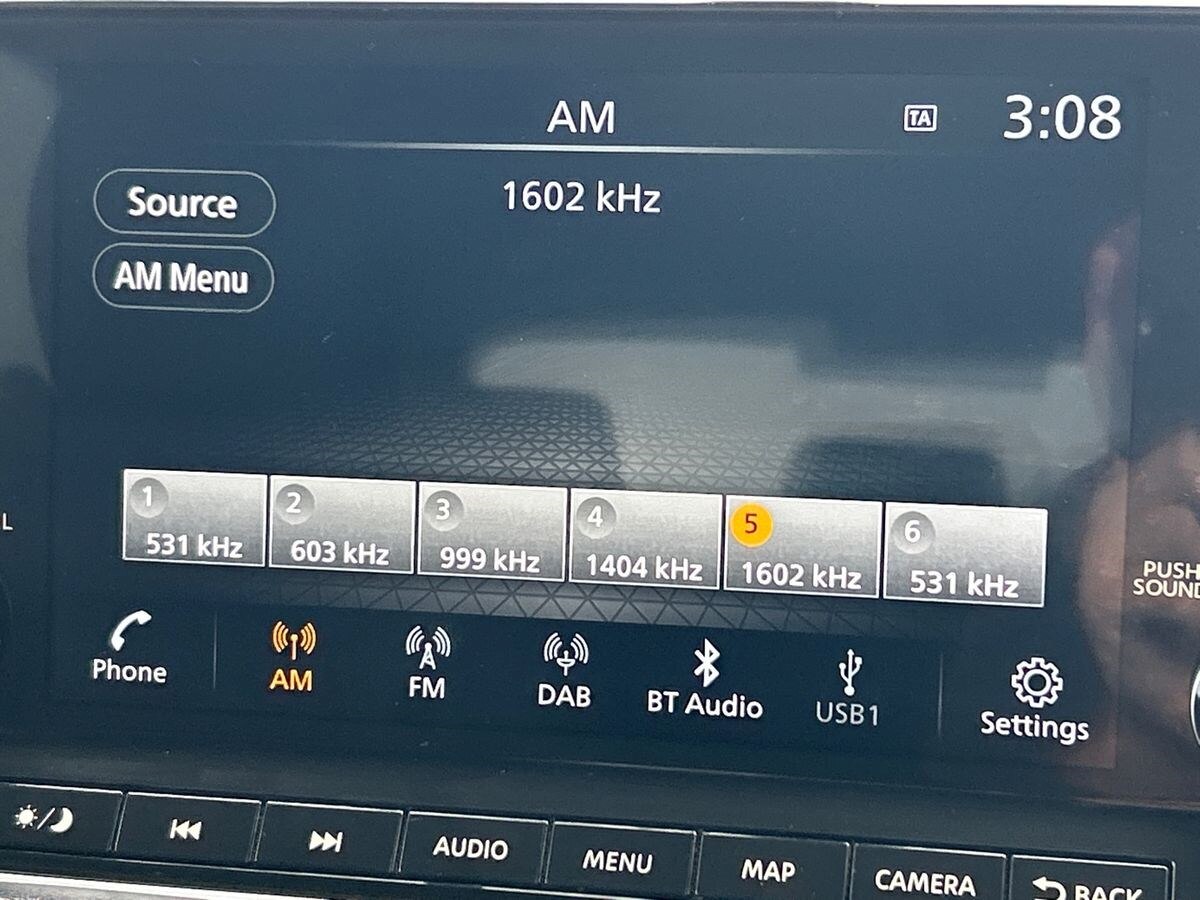 AM
TA
3:08
Source
1602 kHz
AM Menu
1
531 kHz
2
603 kHz
3
999 kHz
4
1404 kHz
5
1602 kHz
6
531 kHz
L
PUSH
SOUND
Phone
AM
FM
DAB
BT Audio
USB1
Settings
AUDIO
MENU
MAP
CAMERA
BACK